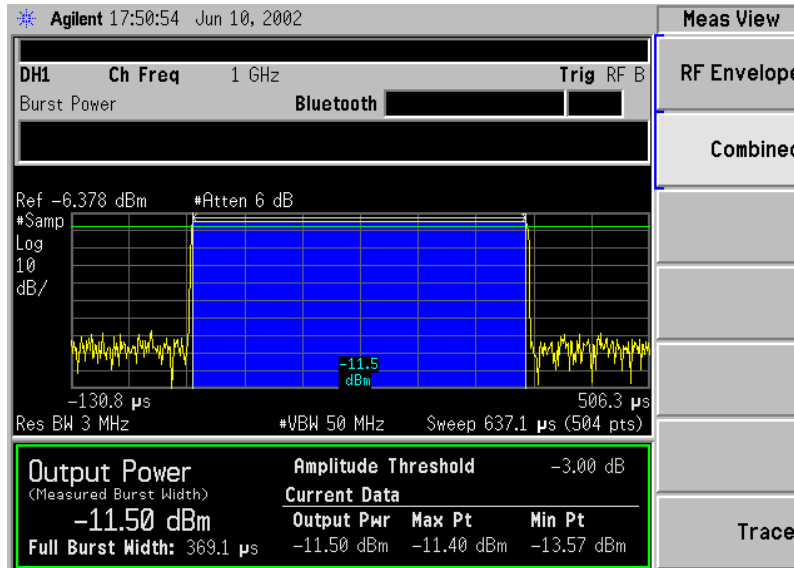 Agilent 17:50:54 Jun 10, 2002
Meas View
DH1 Ch Freq 1 GHz Trig RF B
Burst Power Bluetooth
RF Envelope
Combined
Ref -6.378 dBm #Atten 6 dB
#Samp
Log
10
dB/
-11.5
dBm
-130.8 µs 506.3 µs
Res BW 3 MHz #VBW 50 MHz Sweep 637.1 µs (504 pts)
Output Power
(Measured Burst Width)
-11.50 dBm
Full Burst Width: 369.1 µs
Amplitude Threshold -3.00 dB
Current Data
Output Pwr Max Pt Min Pt
-11.50 dBm -11.40 dBm -13.57 dBm
Trace